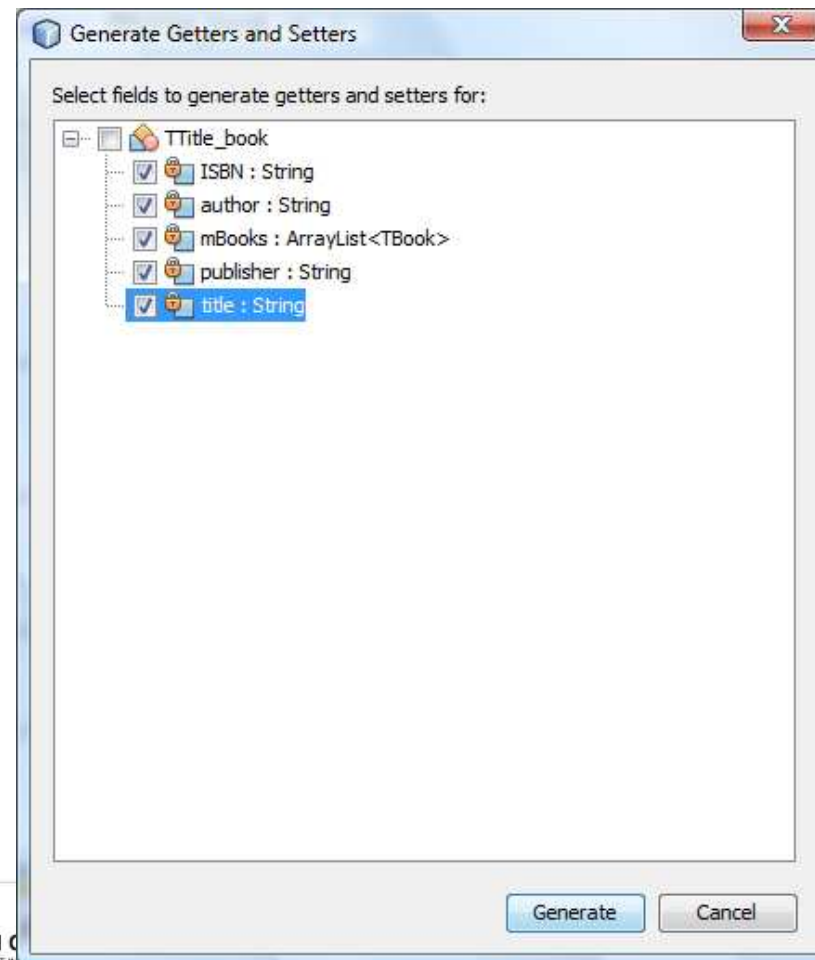 Generate Getters and Setters
Select fields to generate getters and setters for:
TTitle_book
ISBN : String
author : String
mBooks : ArrayList<TBook>
publisher : String
title : String
Generate Cancel